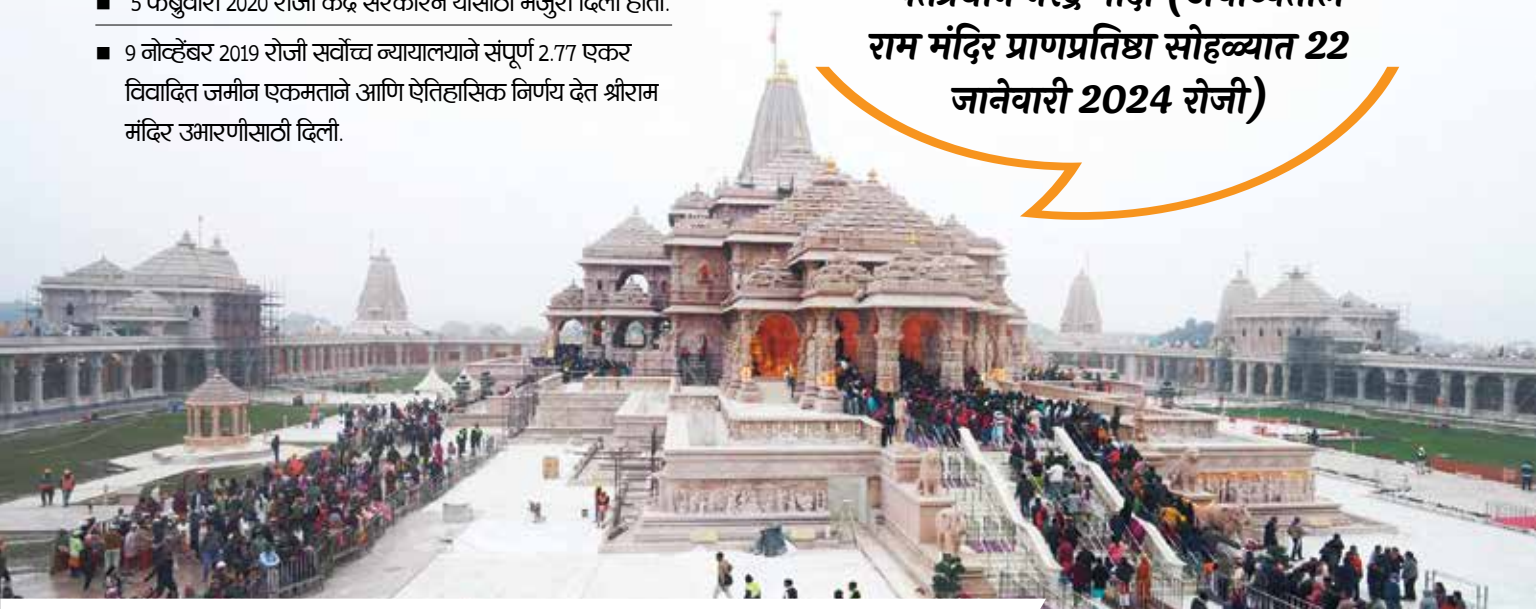 5 फेब्रुवारी 2020 रोजी केंद्र सरकारने यासाठी मंजुरी दिली होती.
■ 9 नोव्हेंबर 2019 रोजी सर्वोच्च न्यायालयाने संपूर्ण 2.77 एकर
विवादित जमीन एकमताने आणि ऐतिहासिक निर्णय देत श्रीराम
मंदिर उभारणीसाठी दिली.
राम मंदिर प्राणप्रतिष्ठा सोहळ्यात 22
जानेवारी 2024 रोजी)